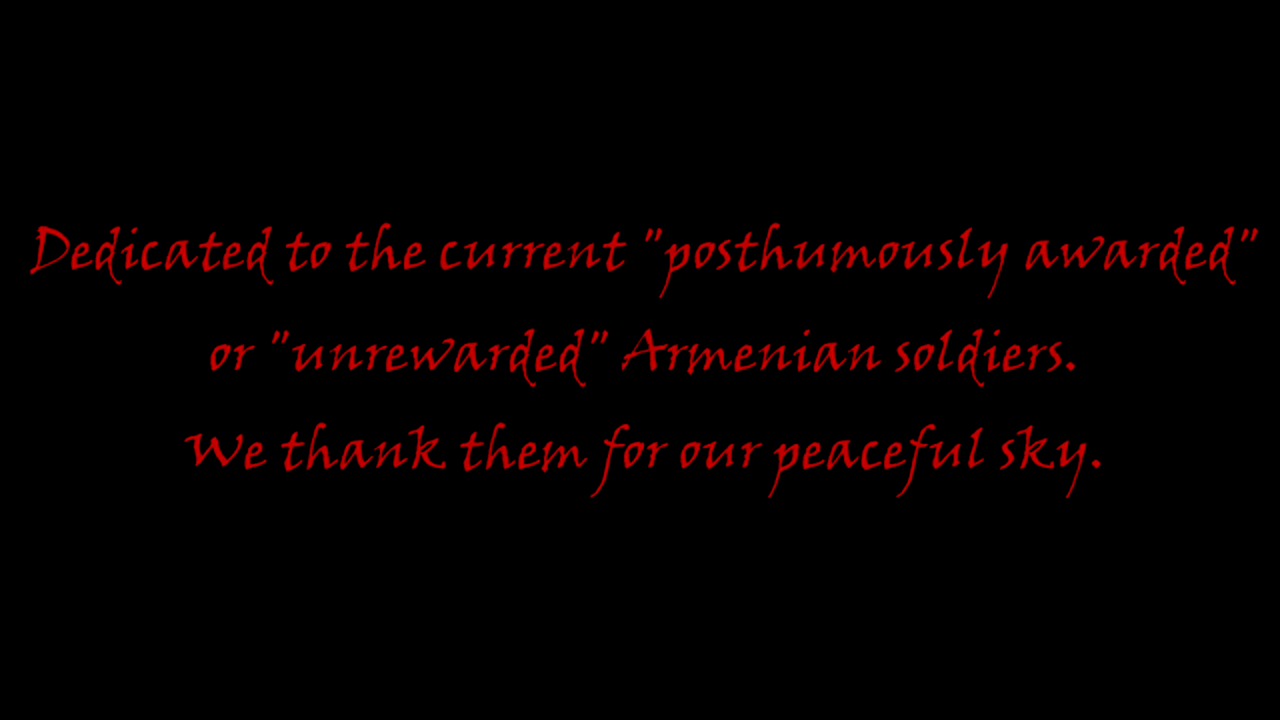 Dedicated to the current "posthumously awarded"
or "unrewarded" Armenian soldiers.
We thank them for our peaceful sky.